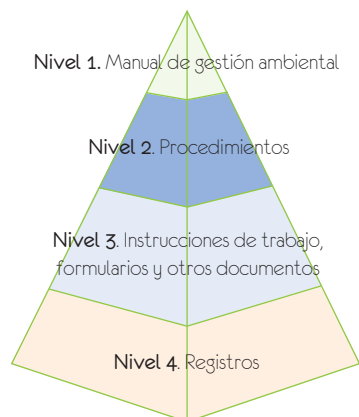 Nivel 1. Manual de gestión ambiental
Nivel 2. Procedimientos
Nivel 3. Instrucciones de trabajo,
formularios y otros documentos
Nivel 4. Registros